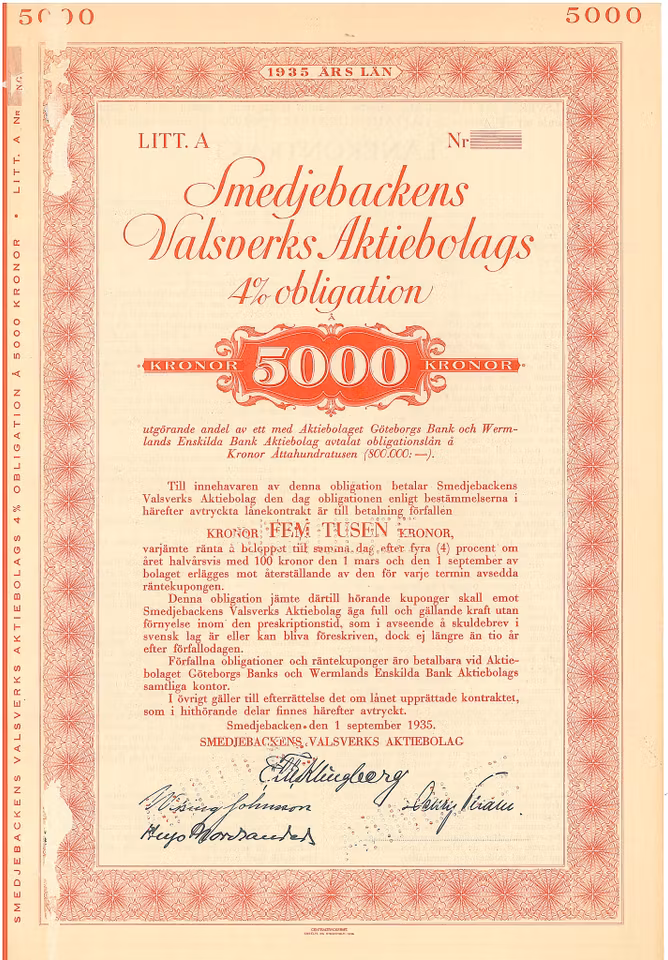 5000 5000
1935 ÅRS LÅN
LITT. A Nr
Smedjebackens
Valsverks Aktiebolags
4% obligation
Å
KRONOR 5000 KRONOR
utgörande andel av ett med Aktiebolaget Göteborgs Bank och Werm-
lands Enskilda Bank Aktiebolag avtalat obligationslån å
Kronor Åttahundratusen (800.000:—).
Till innehavaren av denna obligation betalar Smedjebackens
Valsverks Aktiebolag den dag obligationen enligt bestämmelserna i
härefter avtryckta lånekontrakt är till betalning förfallen
KRONOR FEM TUSEN KRONOR,
varjämte ränta å beloppet till samma dag efter fyra (4) procent om
året halvårsvis med 100 kronor den 1 mars och den 1 september av
bolaget erlägges mot återställande av den för varje termin avsedda
räntekupongen.
Denna obligation jämte därtill hörande kuponger skall emot
Smedjebackens Valsverks Aktiebolag äga full och gällande kraft utan
förnyelse inom den preskriptionstid, som i avseende å skuldebrev i
svensk lag är eller kan bliva föreskriven, dock ej längre än tio år
efter förfallodagen.
Förfallna obligationer och räntekuponger äro betalbara vid Aktie-
bolaget Göteborgs Banks och Wermlands Enskilda Bank Aktiebolags
samtliga kontor.
I övrigt gäller till efterrättelse det om lånet upprättade kontraktet,
som i hithörande delar finnes härefter avtryckt.
Smedjebacken den 1 september 1935.
SMEDJEBACKENS VALSVERKS AKTIEBOLAG
Klingberg
Johnson
Hugo Nordlander
SMEDJEBACKENS VALSVERKS AKTIEBOLAGS 4% OBLIGATION Å 5000 KRONOR • LITT. A Nr